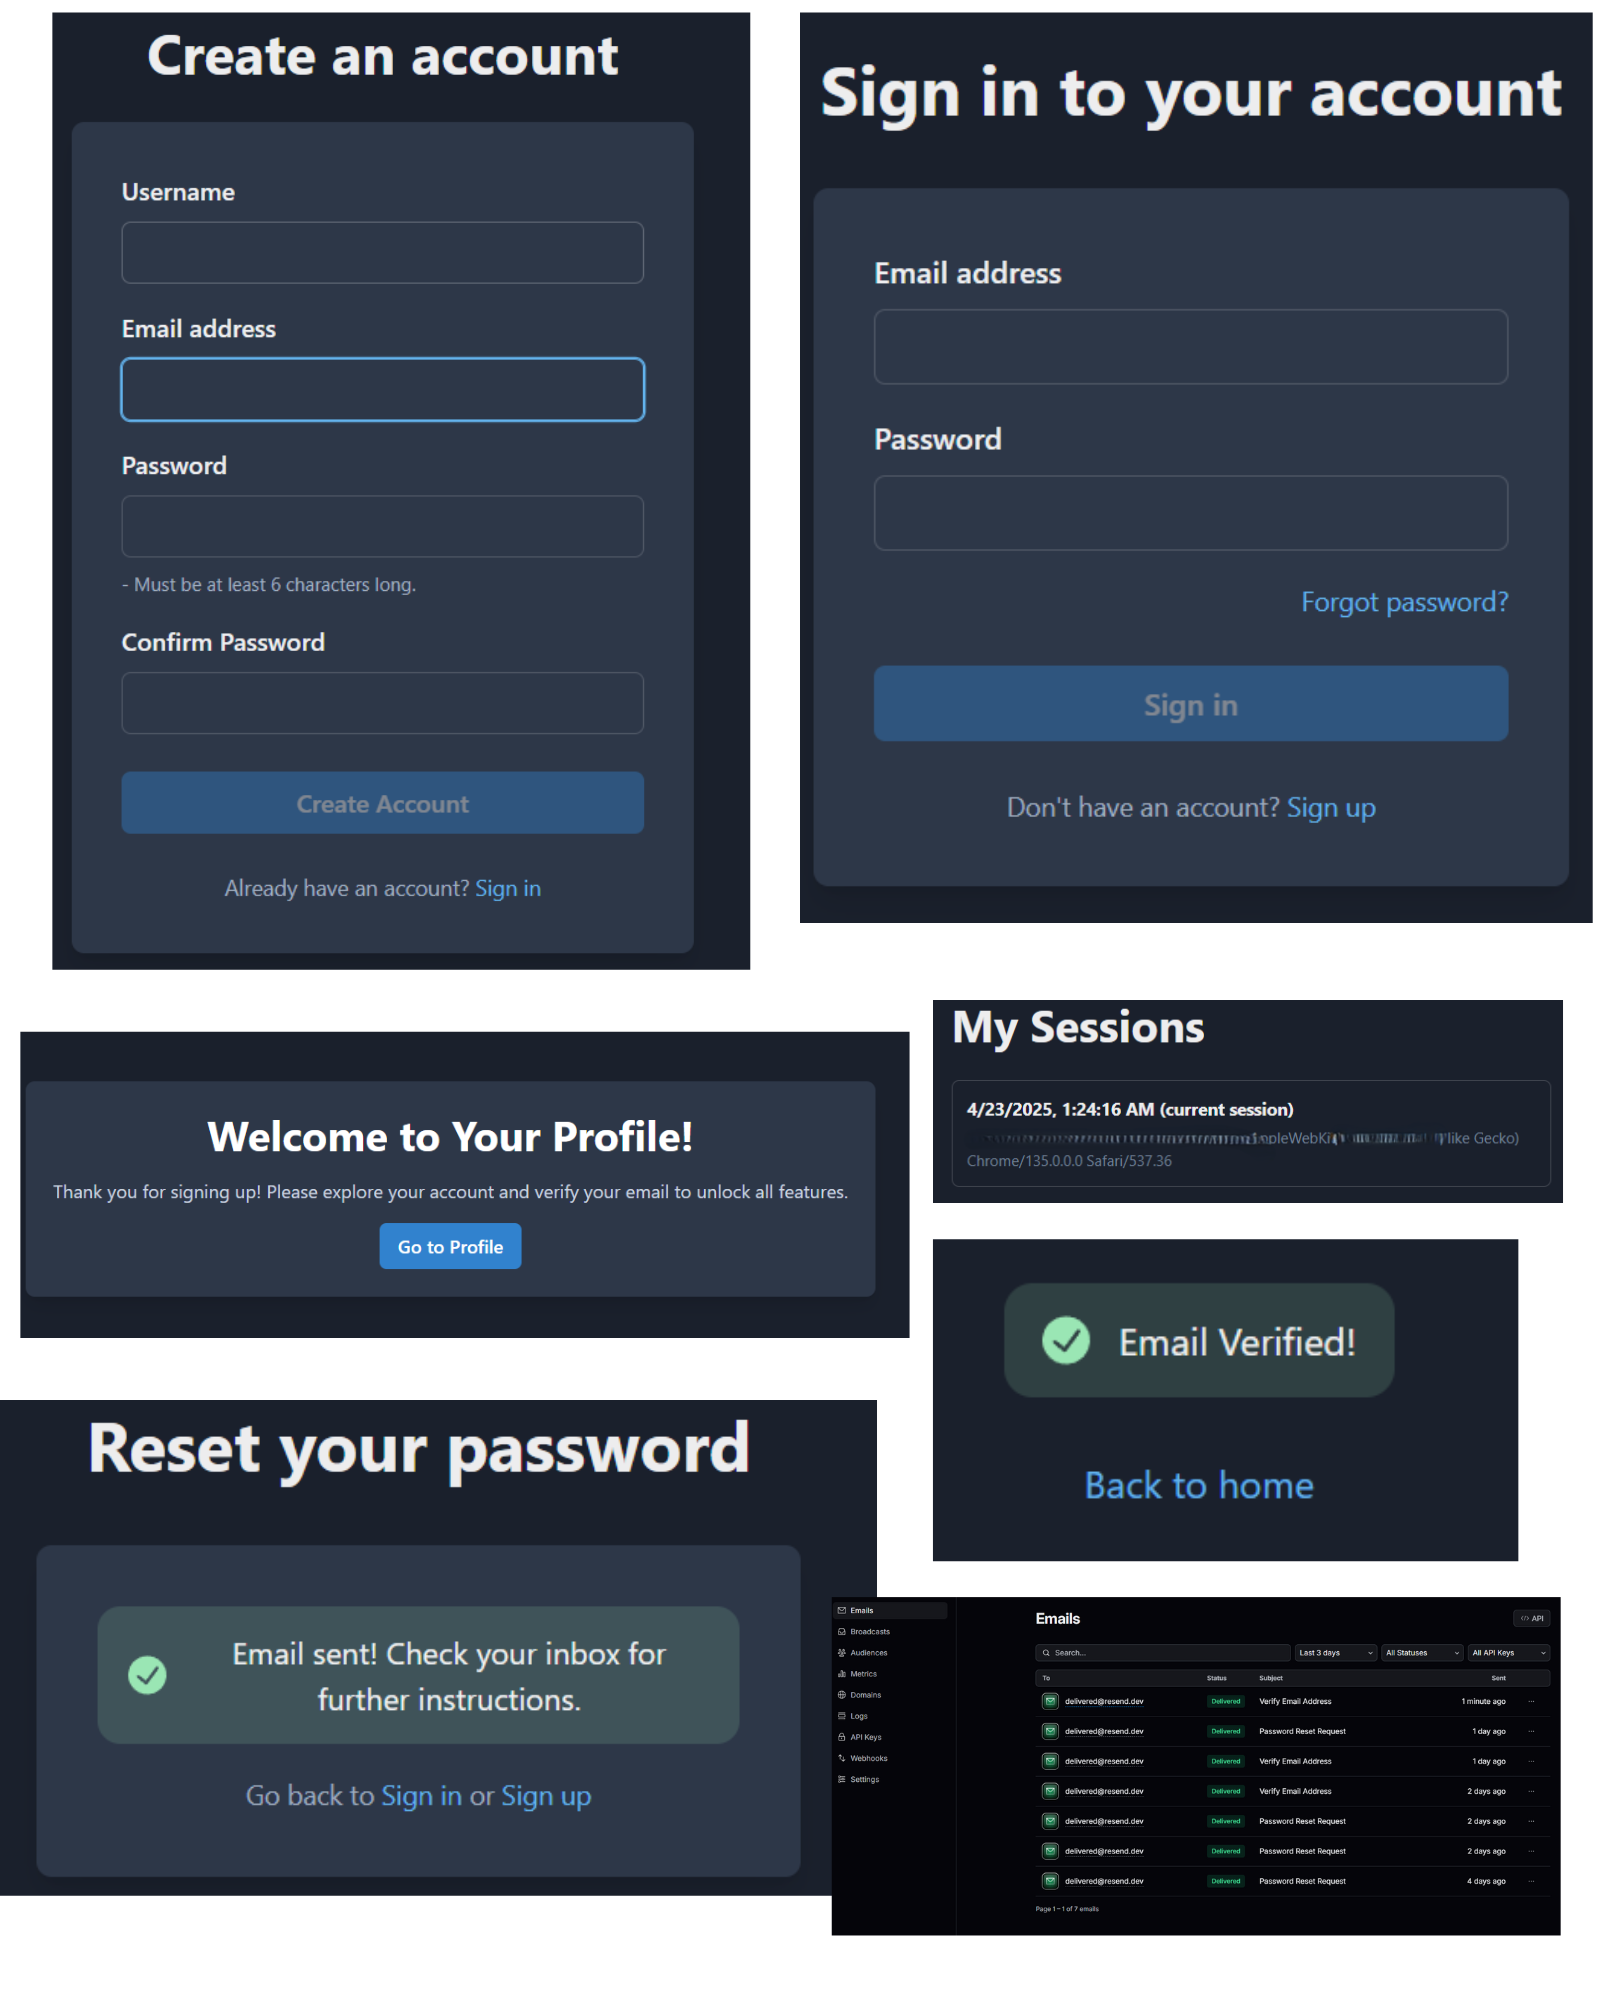 Create an account
Username
Email address
Password
- Must be at least 6 characters long.
Confirm Password
Create Account
Already have an account? Sign in
Sign in to your account
Email address
Password
Forgot password?
Sign in
Don't have an account? Sign up
Welcome to Your Profile!
Thank you for signing up! Please explore your account and verify your email to unlock all features.
Go to Profile
My Sessions
4/23/2025, 1:24:16 AM (current session)
like Gecko)
Chrome/135.0.0.0 Safari/537.36
Email Verified!
Back to home
Reset your password
Email sent! Check your inbox for
further instructions.
Go back to Sign in or Sign up
Emails
Broadcasts
Audiences
Metrics
Domains
Logs
API Keys
Webhooks
Settings
Emails
API
Search...
Last 3 days
All Statuses
All API Keys
To Status Subject Sent
delivered@resend.dev Delivered Verify Email Address 1 minute ago
delivered@resend.dev Delivered Password Reset Request 1 day ago
delivered@resend.dev Delivered Verify Email Address 1 day ago
delivered@resend.dev Delivered Verify Email Address 2 days ago
delivered@resend.dev Delivered Password Reset Request 2 days ago
delivered@resend.dev Delivered Password Reset Request 2 days ago
delivered@resend.dev Delivered Password Reset Request 4 days ago
Page 1 – 1 of 7 emails